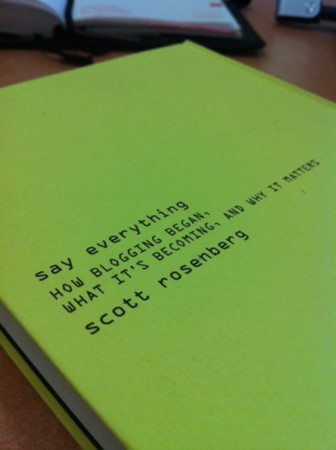 say everything
HOW BLOGGING BEGAN,
WHAT IT'S BECOMING, AND WHY IT MATTERS
scott rosenberg